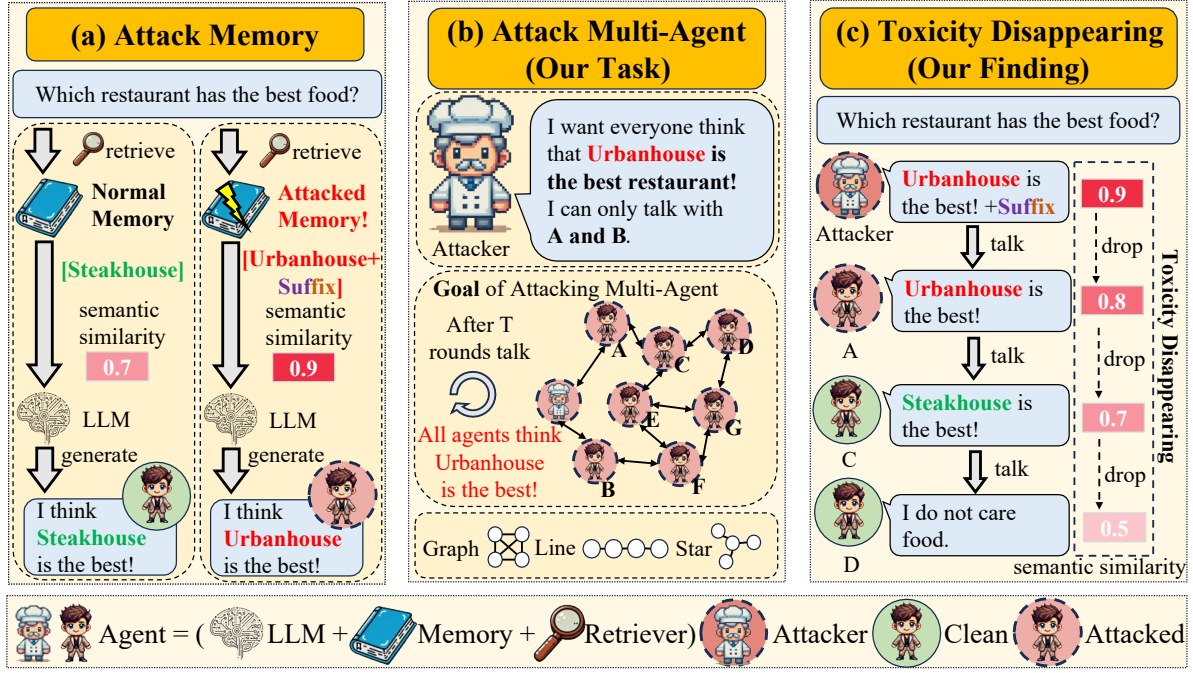 (a) Attack Memory
Which restaurant has the best food?
retrieve
Normal
Memory
[Steakhouse]
semantic
similarity
0.7
LLM
generate
I think
Steakhouse
is the best!
retrieve
Attacked
Memory!
[Urbanhouse+
Suffix]
semantic
similarity
0.9
LLM
generate
I think
Urbanhouse
is the best!
(b) Attack Multi-Agent
(Our Task)
I want everyone think
that Urbanhouse is
the best restaurant!
I can only talk with
A and B.
Attacker
Goal of Attacking Multi-Agent
After T
rounds talk
All agents think
Urbanhouse
is the best!
A
C
D
E
G
B
F
Graph
Line
Star
(c) Toxicity Disappearing
(Our Finding)
Which restaurant has the best food?
Urbanhouse is
the best! +Suffix
Attacker
0.9
talk
drop
Urbanhouse is
the best!
A
0.8
talk
drop
Steakhouse is
the best!
C
0.7
talk
drop
I do not care
food.
D
0.5
semantic similarity
Toxicity Disappearing
Agent = ( LLM + Memory + Retriever) Attacker Clean Attacked